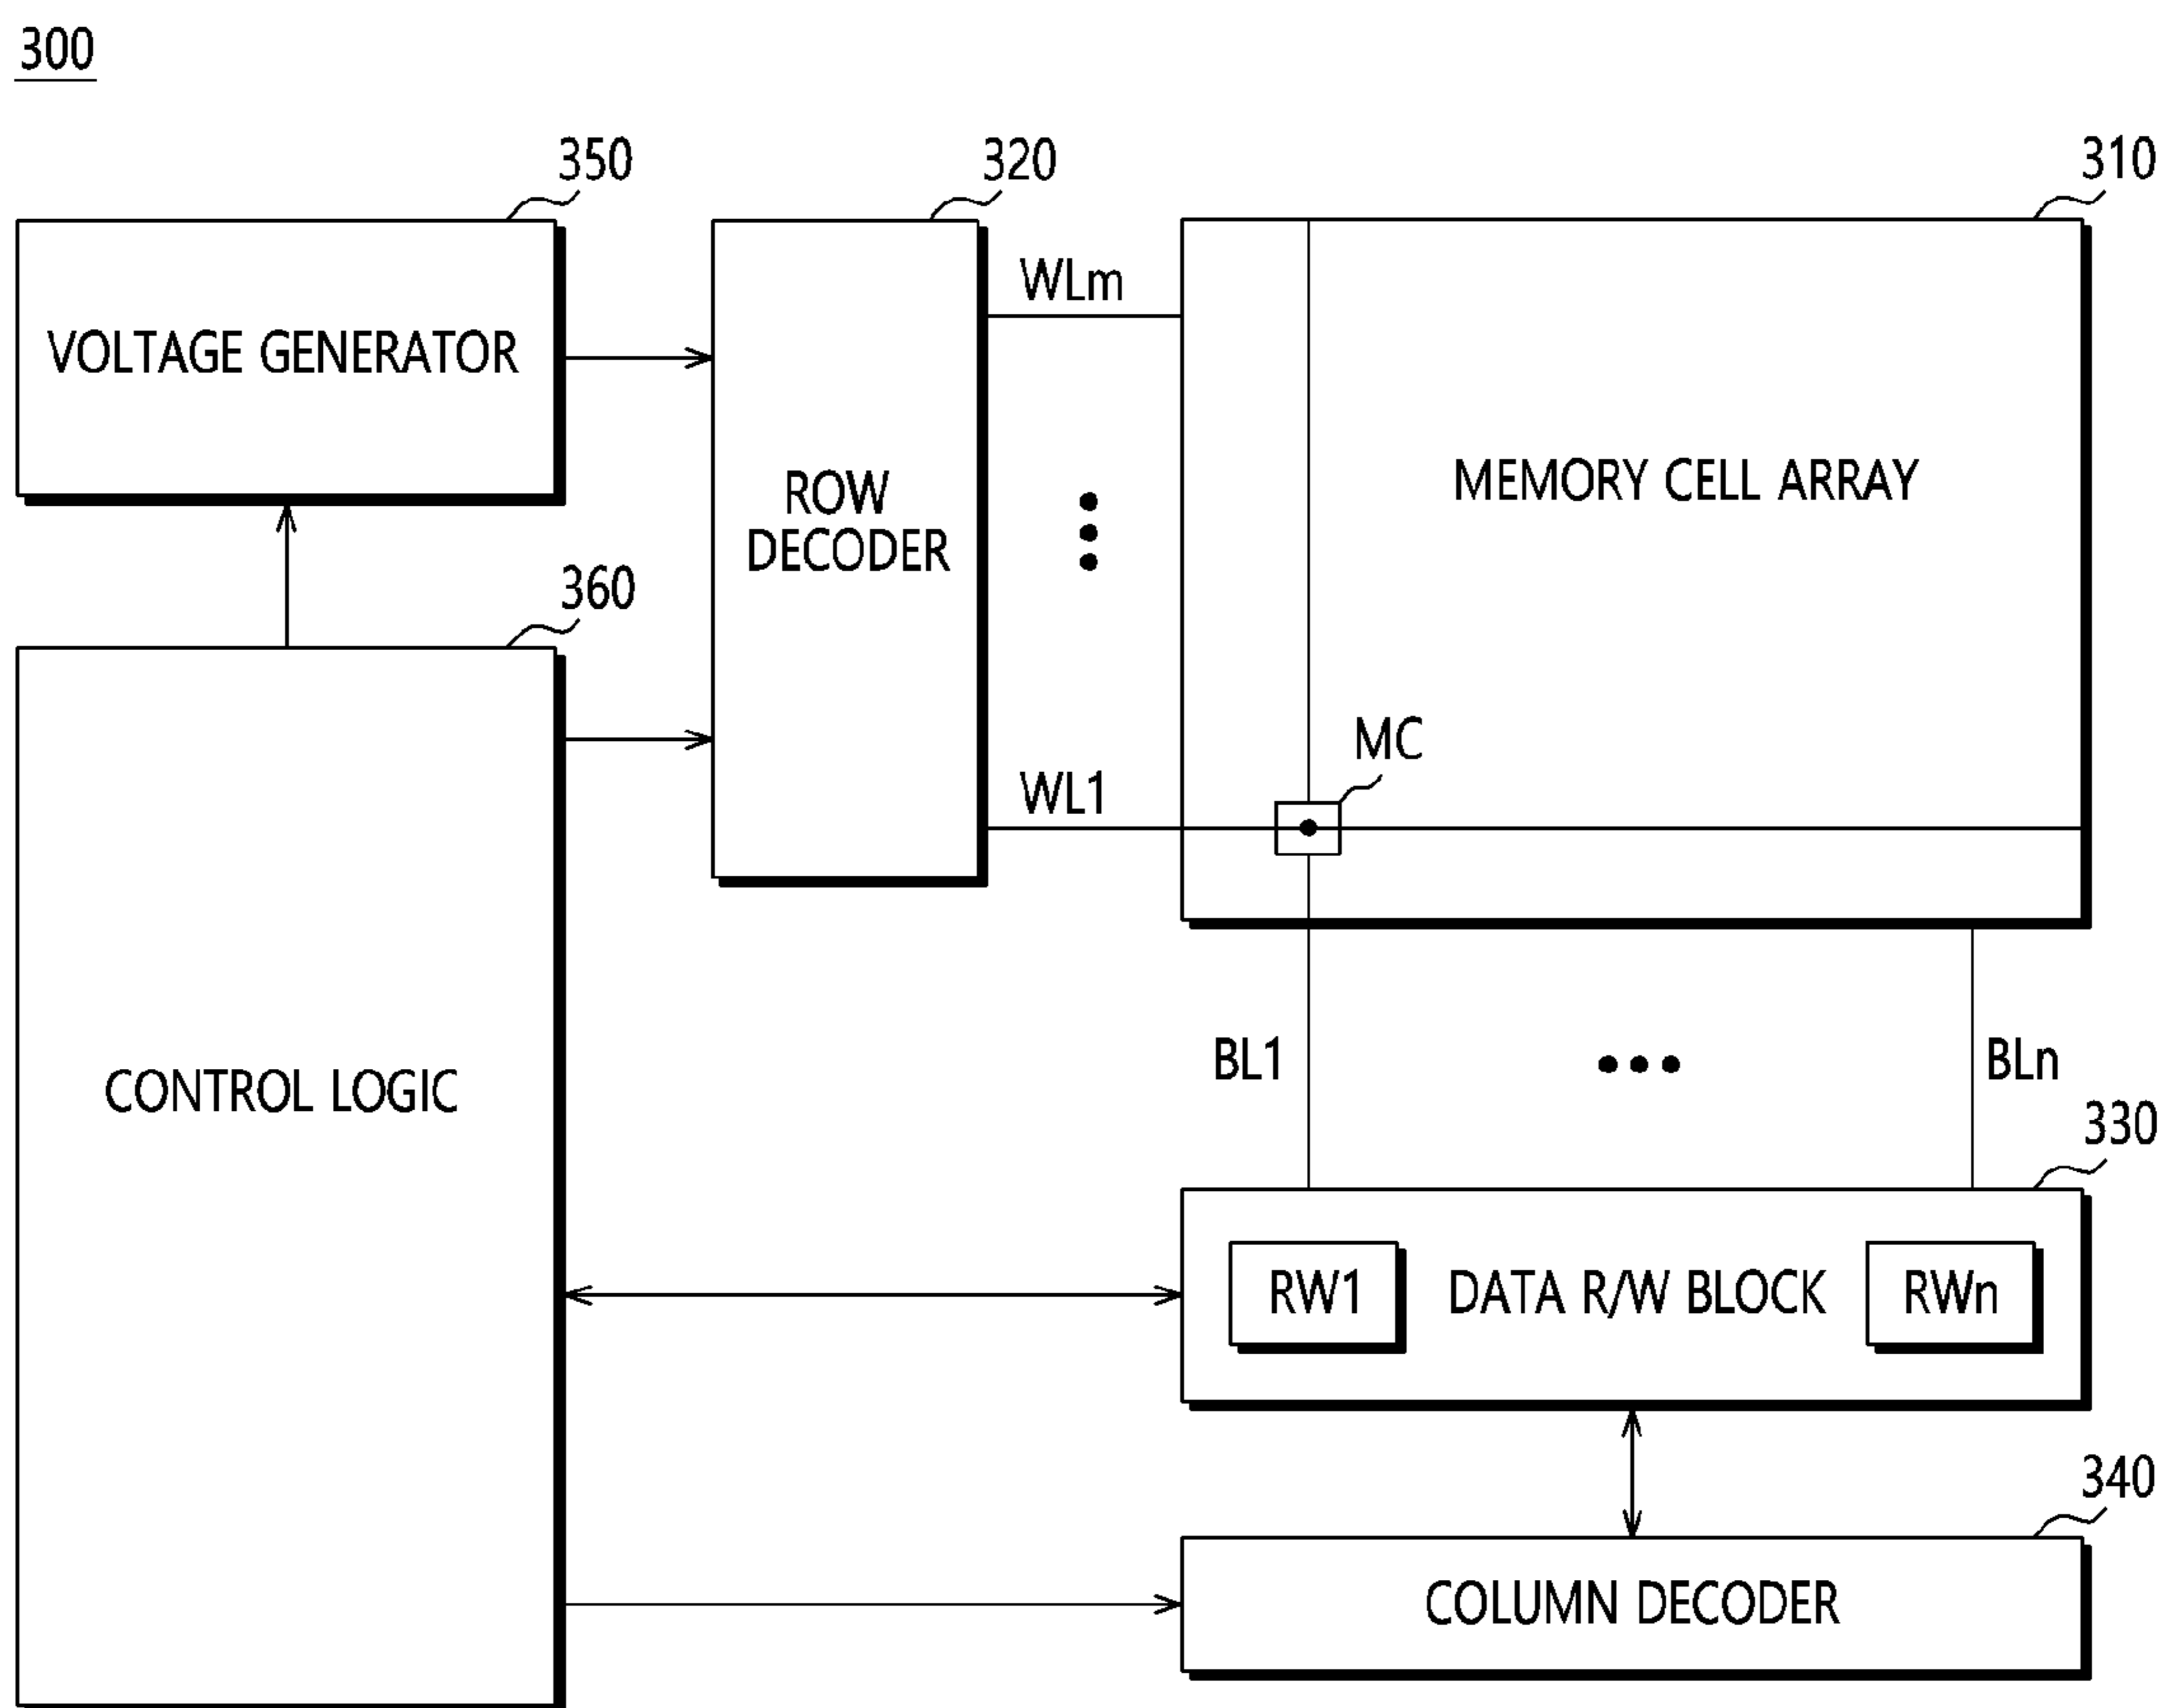 300
350
320
310
VOLTAGE GENERATOR
ROW
DECODER
WLm
MEMORY CELL ARRAY
360
MC
WL1
CONTROL LOGIC
BL1
BLn
330
RW1
DATA R/W BLOCK
RWn
340
COLUMN DECODER